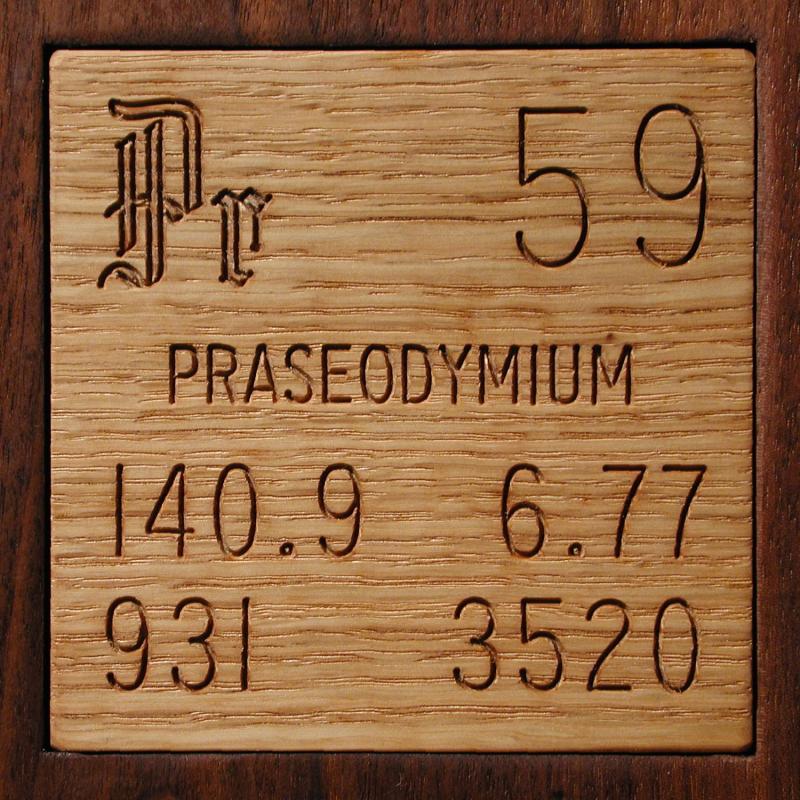 Pr 59
PRASEODYMIUM
140.9 6.77
931 3520